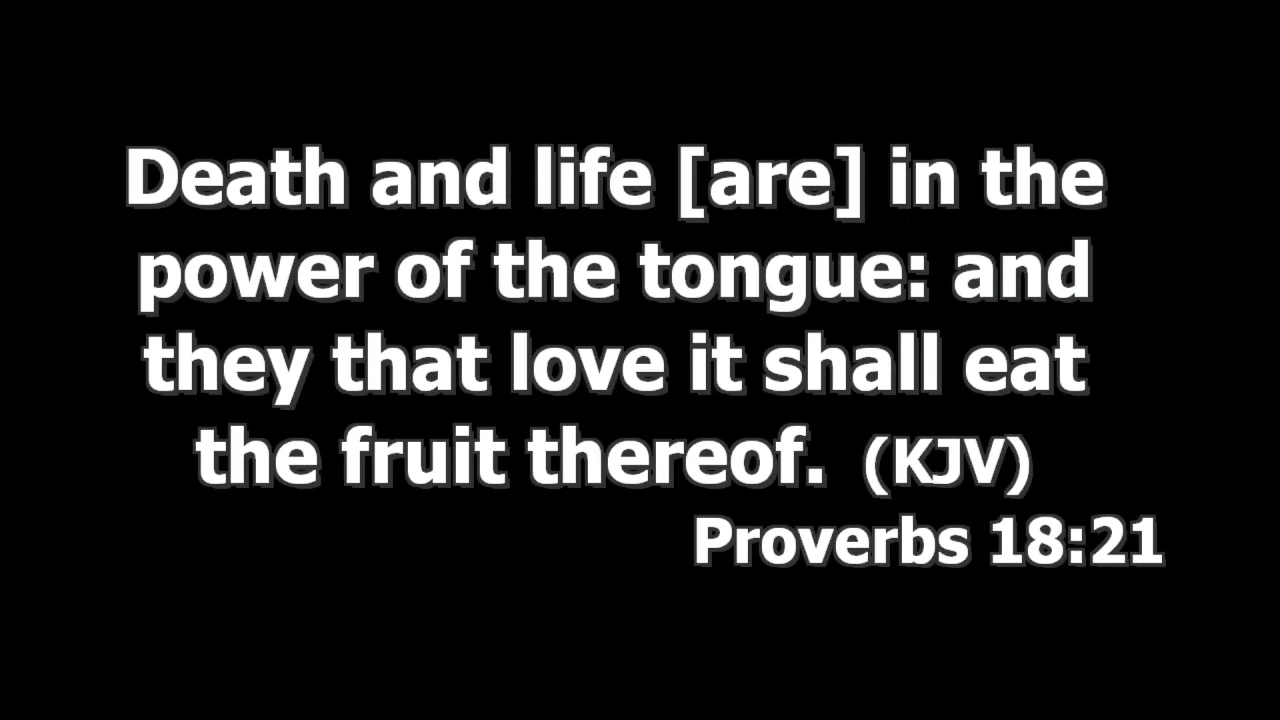 Death and life [are] in the
power of the tongue: and
they that love it shall eat
the fruit thereof. (KJV)
Proverbs 18:21